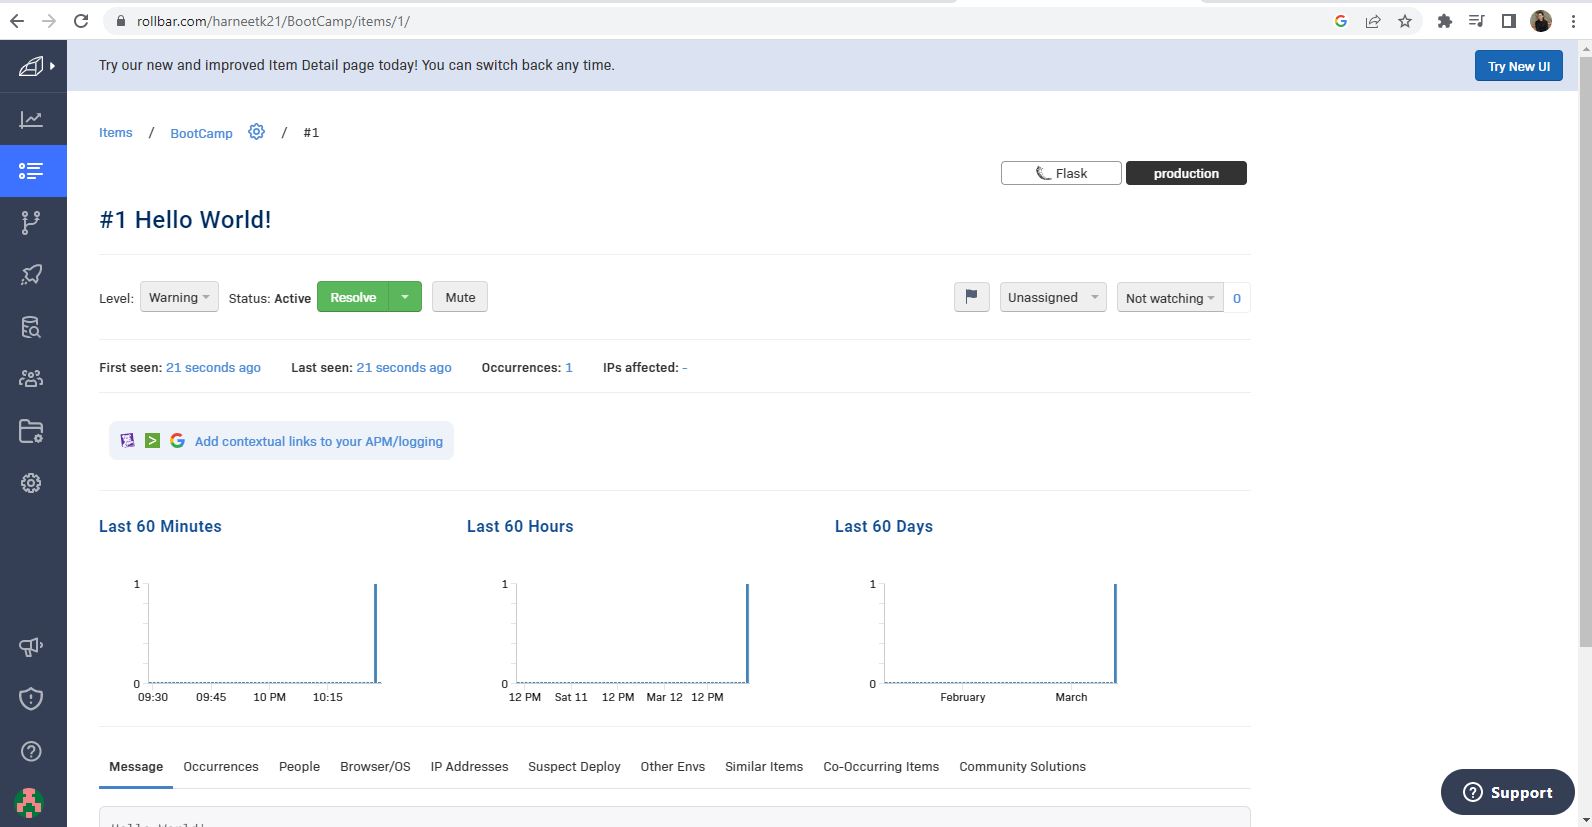 rollbar.com/harneetk21/BootCamp/items/1/
Try our new and improved Item Detail page today! You can switch back any time.
Try New UI
Items / BootCamp / #1
Flask
production
#1 Hello World!
Level: Warning Status: Active Resolve Mute
Unassigned Not watching 0
First seen: 21 seconds ago Last seen: 21 seconds ago Occurrences: 1 IPs affected: -
Add contextual links to your APM/logging
Last 60 Minutes
1
0
09:30 09:45 10 PM 10:15
Last 60 Hours
1
0
12 PM Sat 11 12 PM Mar 12 12 PM
Last 60 Days
1
0
February March
Message Occurrences People Browser/OS IP Addresses Suspect Deploy Other Envs Similar Items Co-Occurring Items Community Solutions
Hello World!
Support